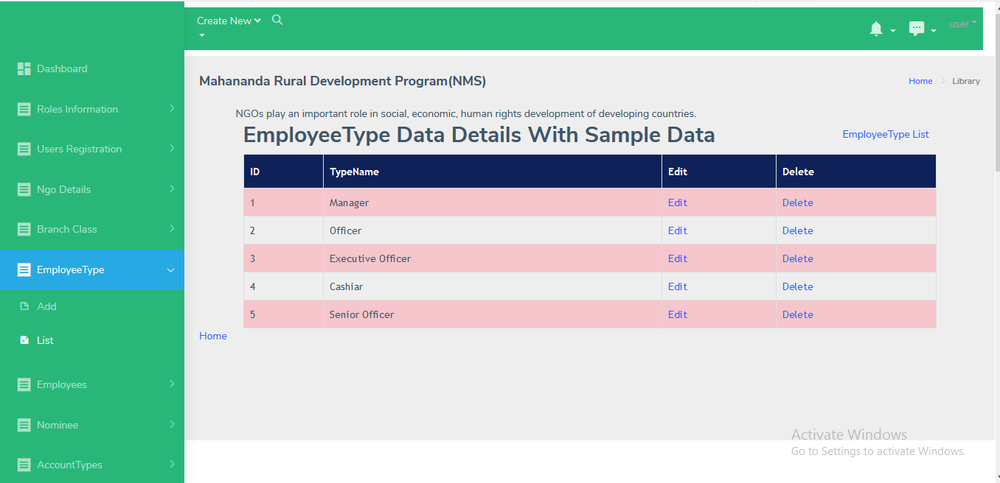 Create New
user
Dashboard
Roles Information
Users Registration
Ngo Details
Branch Class
EmployeeType
Add
List
Employees
Nominee
AccountTypes
Mahananda Rural Development Program(NMS)
Home Library
NGOs play an important role in social, economic, human rights development of developing countries.
EmployeeType Data Details With Sample Data
EmployeeType List
ID TypeName Edit Delete
1 Manager Edit Delete
2 Officer Edit Delete
3 Executive Officer Edit Delete
4 Cashiar Edit Delete
5 Senior Officer Edit Delete
Home
Activate Windows
Go to Settings to activate Windows.